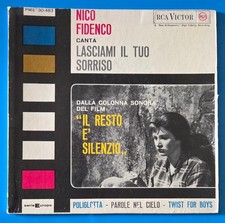 NICO
FIDENCO
CANTA
LASCIAMI IL TUO
SORRISO
RCA VICTOR
DALLA COLONNA SONORA
DEL FILM
"IL RESTO
E'
SILENZIO,,
POLIGLOTTA - PAROLE NEL CIELO - TWIST FOR BOYS